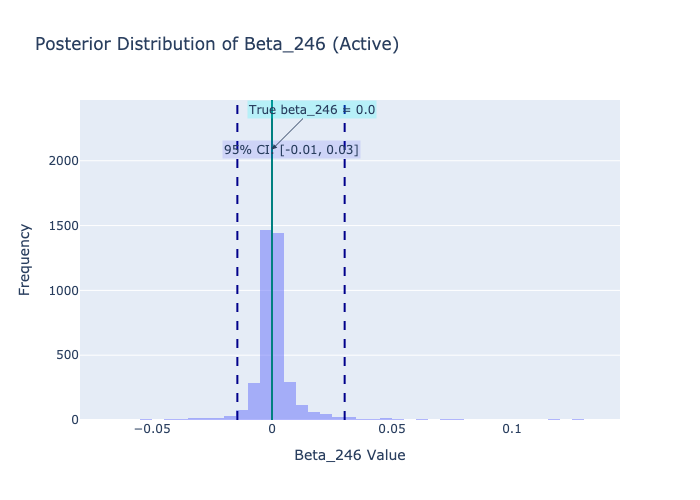 Posterior Distribution of Beta_246 (Active)
True beta_246 = 0.0
95% CI: [-0.01, 0.03]
2000
1500
1000
500
0
Frequency
−0.05
0
0.05
0.1
Beta_246 Value